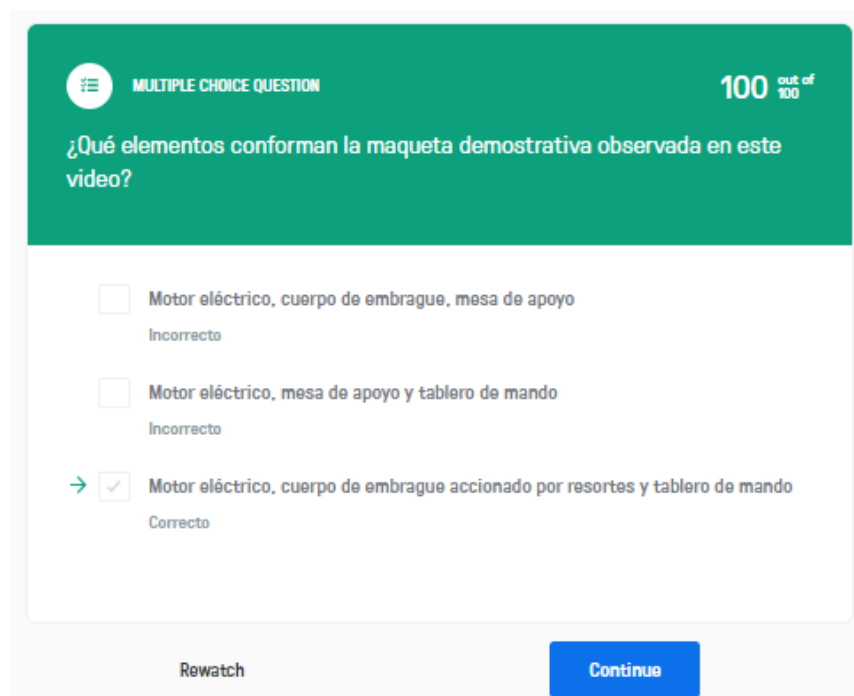 MULTIPLE CHOICE QUESTION
100 out of 100
¿Qué elementos conforman la maqueta demostrativa observada en este
video?
Motor eléctrico, cuerpo de embrague, mesa de apoyo
Incorrecto
Motor eléctrico, mesa de apoyo y tablero de mando
Incorrecto
Motor eléctrico, cuerpo de embrague accionado por resortes y tablero de mando
Correcto
Rewatch
Continue